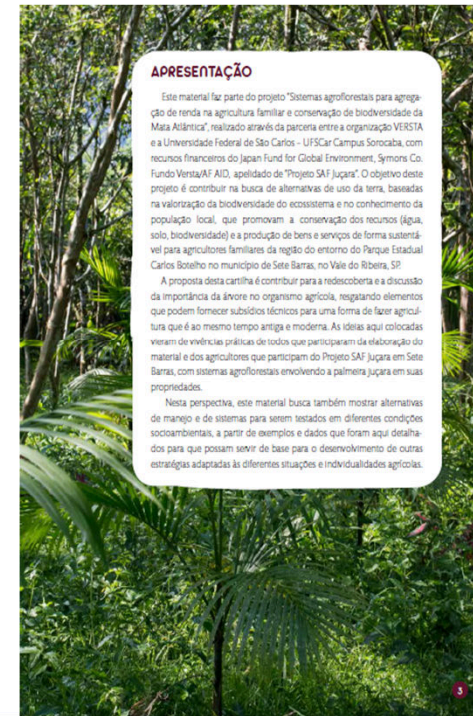 APRESENTAÇÃO
Este material faz parte do projeto "Sistemas agroflorestais para agrega-
ção de renda na agricultura familiar e conservação de biodiversidade da
Mata Atlântica", realizado através da parceria entre a organização VERSTA
e a Universidade Federal de São Carlos - UFSCar Campus Sorocaba, com
recursos financeiros do Japan Fund for Global Environment, Symons Co.
Fundo Versta/AF AID, apelidado de "Projeto SAF Juçara". O objetivo deste
projeto é contribuir na busca de alternativas de uso da terra, baseadas
na valorização da biodiversidade do ecossistema e no conhecimento da
população local, que promovam a conservação dos recursos (água,
solo, biodiversidade) e a produção de bens e serviços de forma sustentá-
vel para agricultores familiares da região do entorno do Parque Estadual
Carlos Botelho no município de Sete Barras, no Vale do Ribeira, SP.
A proposta desta cartilha é contribuir para a redescoberta e a discussão
da importância da árvore no organismo agrícola, resgatando elementos
que podem fornecer subsídios técnicos para uma forma de fazer agricul-
tura que é ao mesmo tempo antiga e moderna. As ideias aqui colocadas
vieram de vivências práticas de todos que participaram da elaboração do
material e dos agricultores que participam do Projeto SAF Juçara em Sete
Barras, com sistemas agroflorestais envolvendo a palmeira juçara em suas
propriedades.
Nesta perspectiva, este material busca também mostrar alternativas
de manejo e de sistemas para serem testados em diferentes condições
socioambientais, a partir de exemplos e dados que foram aqui detalha-
dos para que possam servir de base para o desenvolvimento de outras
estratégias adaptadas às diferentes situações e individualidades agrícolas.
3